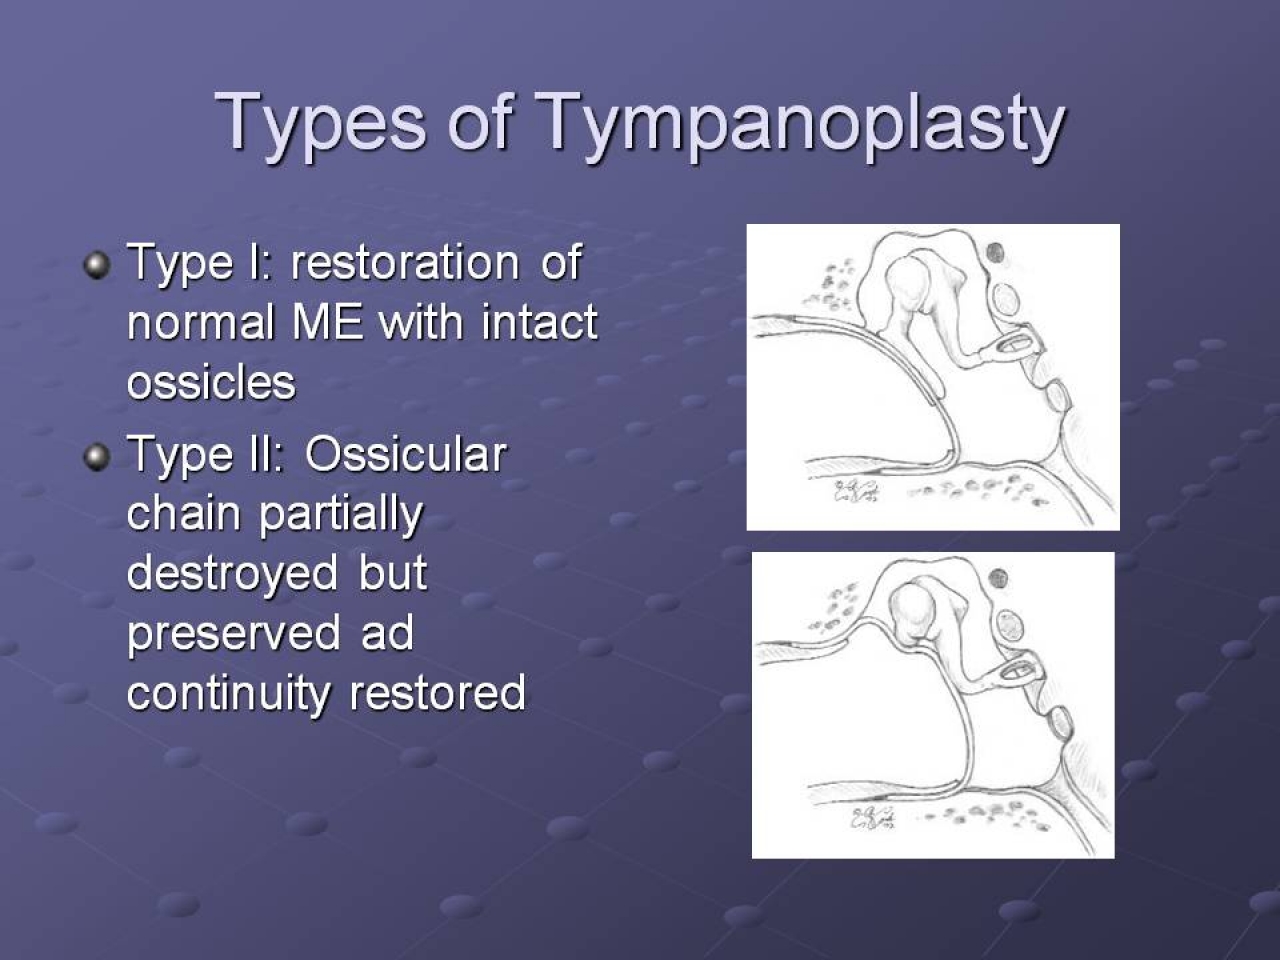 Types of Tympanoplasty
Type I: restoration of
normal ME with intact
ossicles
Type II: Ossicular
chain partially
destroyed but
preserved ad
continuity restored